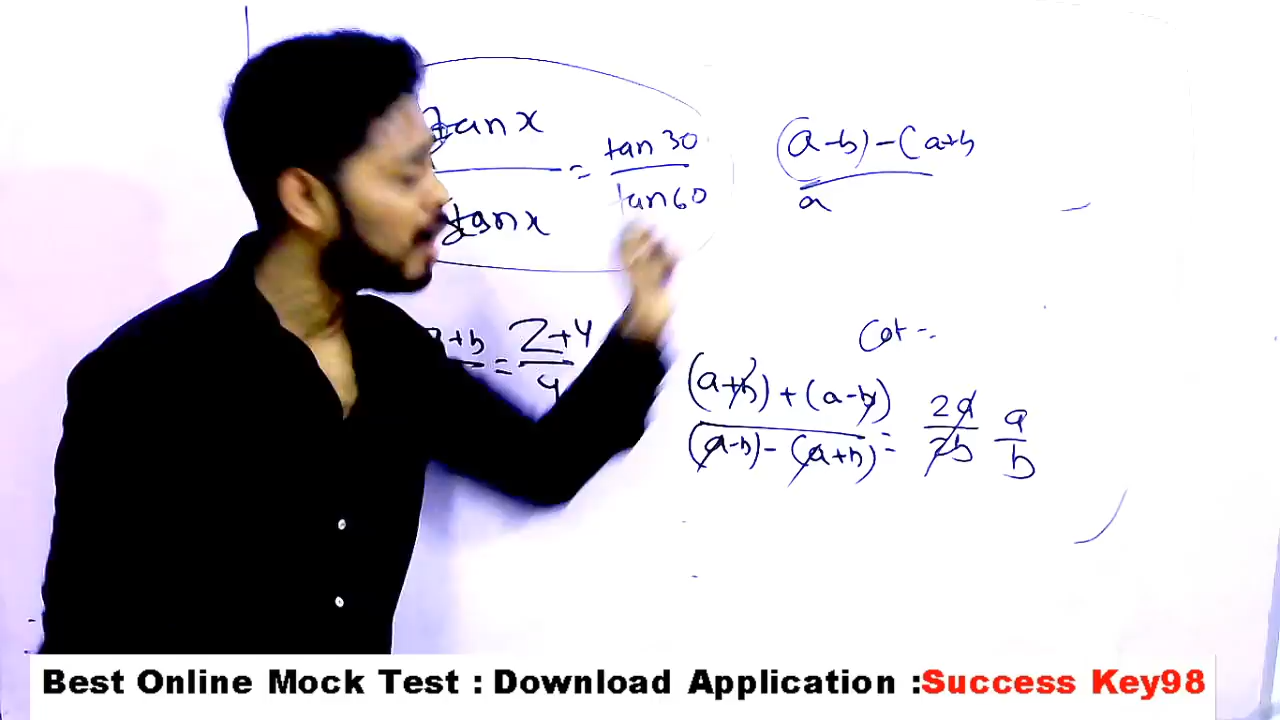 tan x
tan x
= tan 30
tan 60
(a-b) - (a+b
a
a+b = 2+4
4
Cot -
(a+b) + (a-b)
(a-b) - (a+b)
= 2a
2b
a
b
Best Online Mock Test : Download Application :Success Key98